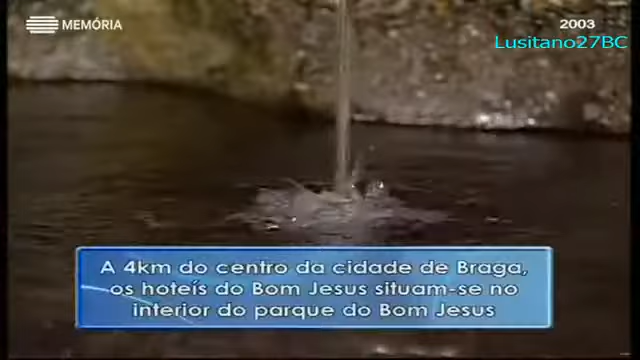 MEMÓRIA
2003
Lusitano27BC
A 4km do centro da cidade de Braga,
os hoteis do Bom Jesus situam-se no
interior do parque do Bom Jesus